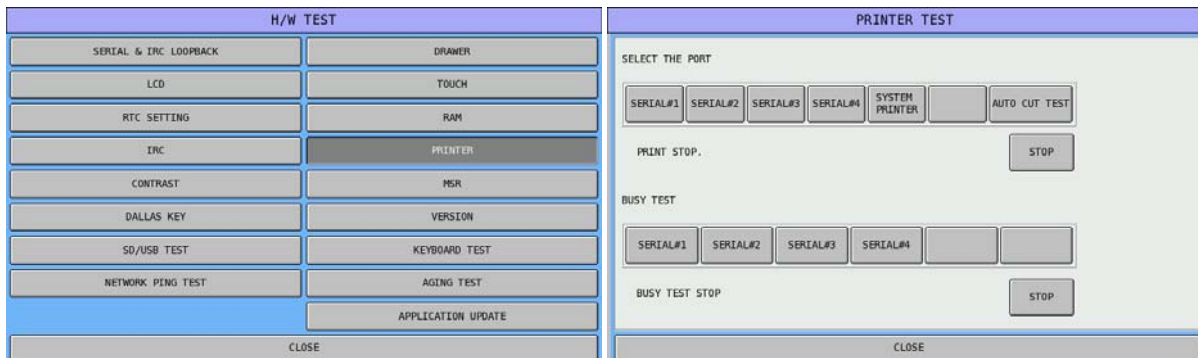 H/W TEST
SERIAL & IRC LOOPBACK
DRAWER
LCD
TOUCH
RTC SETTING
RAM
IRC
PRINTER
CONTRAST
MSR
DALLAS KEY
VERSION
SD/USB TEST
KEYBOARD TEST
NETWORK PING TEST
AGING TEST
APPLICATION UPDATE
CLOSE
PRINTER TEST
SELECT THE PORT
SERIAL#1 SERIAL#2 SERIAL#3 SERIAL#4 SYSTEM PRINTER AUTO CUT TEST
PRINT STOP. STOP
BUSY TEST
SERIAL#1 SERIAL#2 SERIAL#3 SERIAL#4
BUSY TEST STOP STOP
CLOSE